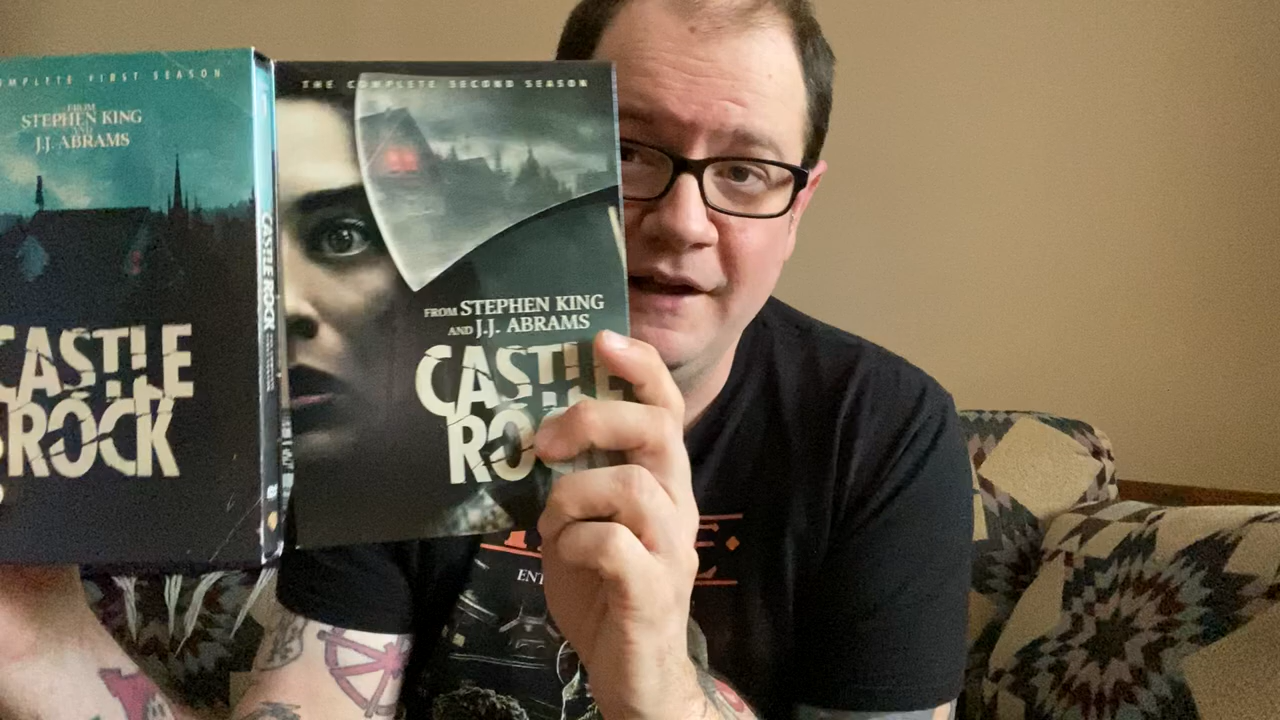 COMPLETE FIRST SEASON
FROM
STEPHEN KING
AND
J.J. ABRAMS
CASTLE
ROCK
CASTLE ROCK
THE COMPLETE SECOND SEASON
FROM STEPHEN KING
AND J.J. ABRAMS
CASTLE
ROCK